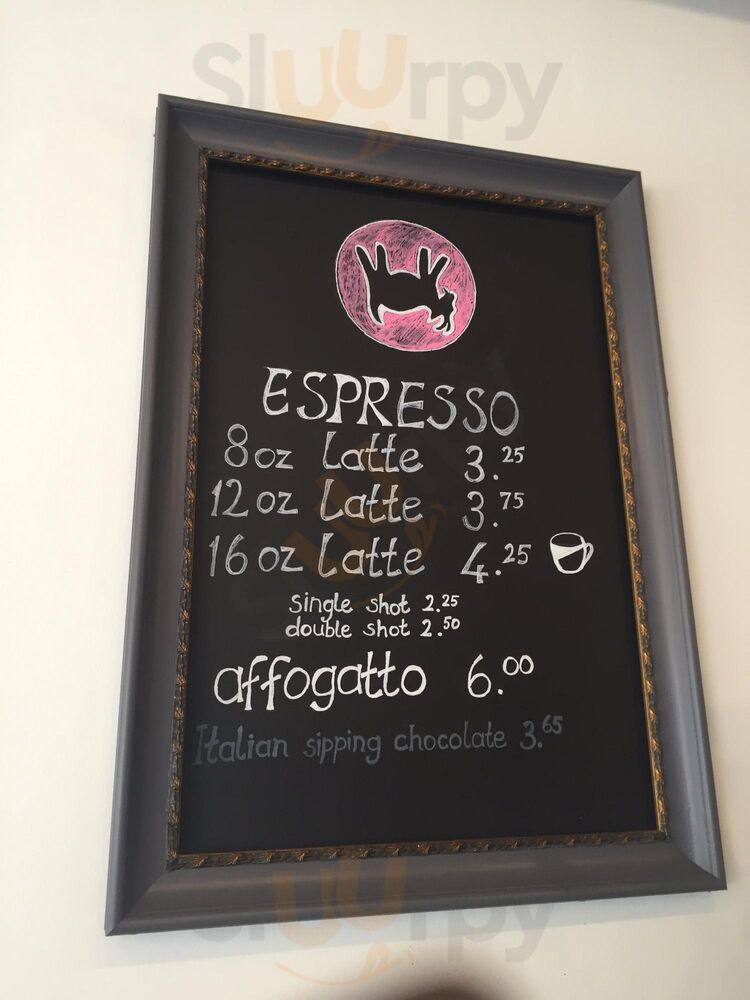 Sluurpy
ESPRESSO
8oz Latte 3.25
12oz Latte 3.75
16oz Latte 4.25
single shot 2.25
double shot 2.50
affogatto 6.00
Italian sipping chocolate 3.65
Sluurpy